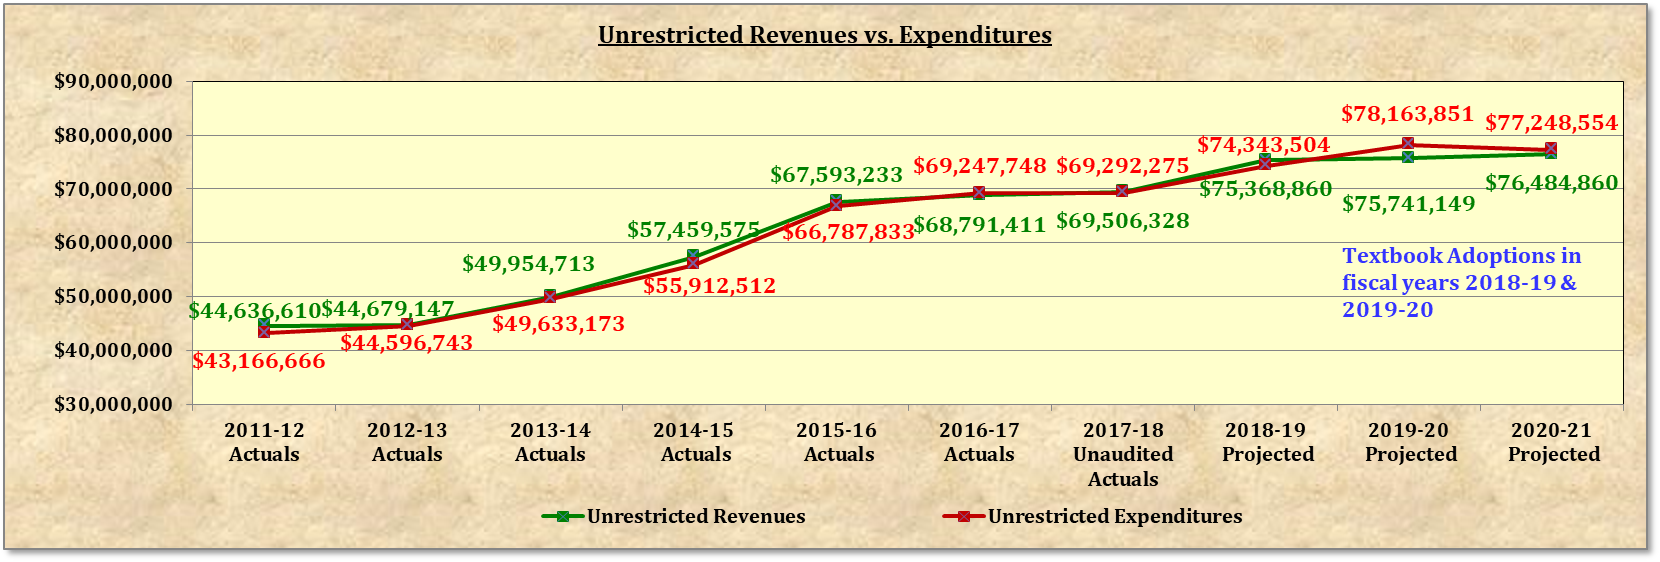 Unrestricted Revenues vs. Expenditures
$90,000,000
$80,000,000
$70,000,000
$60,000,000
$50,000,000
$40,000,000
$30,000,000
$44,636,610
$44,679,147
$49,954,713
$57,459,575
$67,593,233
$68,791,411
$69,506,328
$75,368,860
$75,741,149
$76,484,860
$43,166,666
$44,596,743
$49,633,173
$55,912,512
$66,787,833
$69,247,748
$69,292,275
$74,343,504
$78,163,851
$77,248,554
Textbook Adoptions in
fiscal years 2018-19 &
2019-20
2011-12
Actuals
2012-13
Actuals
2013-14
Actuals
2014-15
Actuals
2015-16
Actuals
2016-17
Actuals
2017-18
Unaudited
Actuals
2018-19
Projected
2019-20
Projected
2020-21
Projected
Unrestricted Revenues
Unrestricted Expenditures